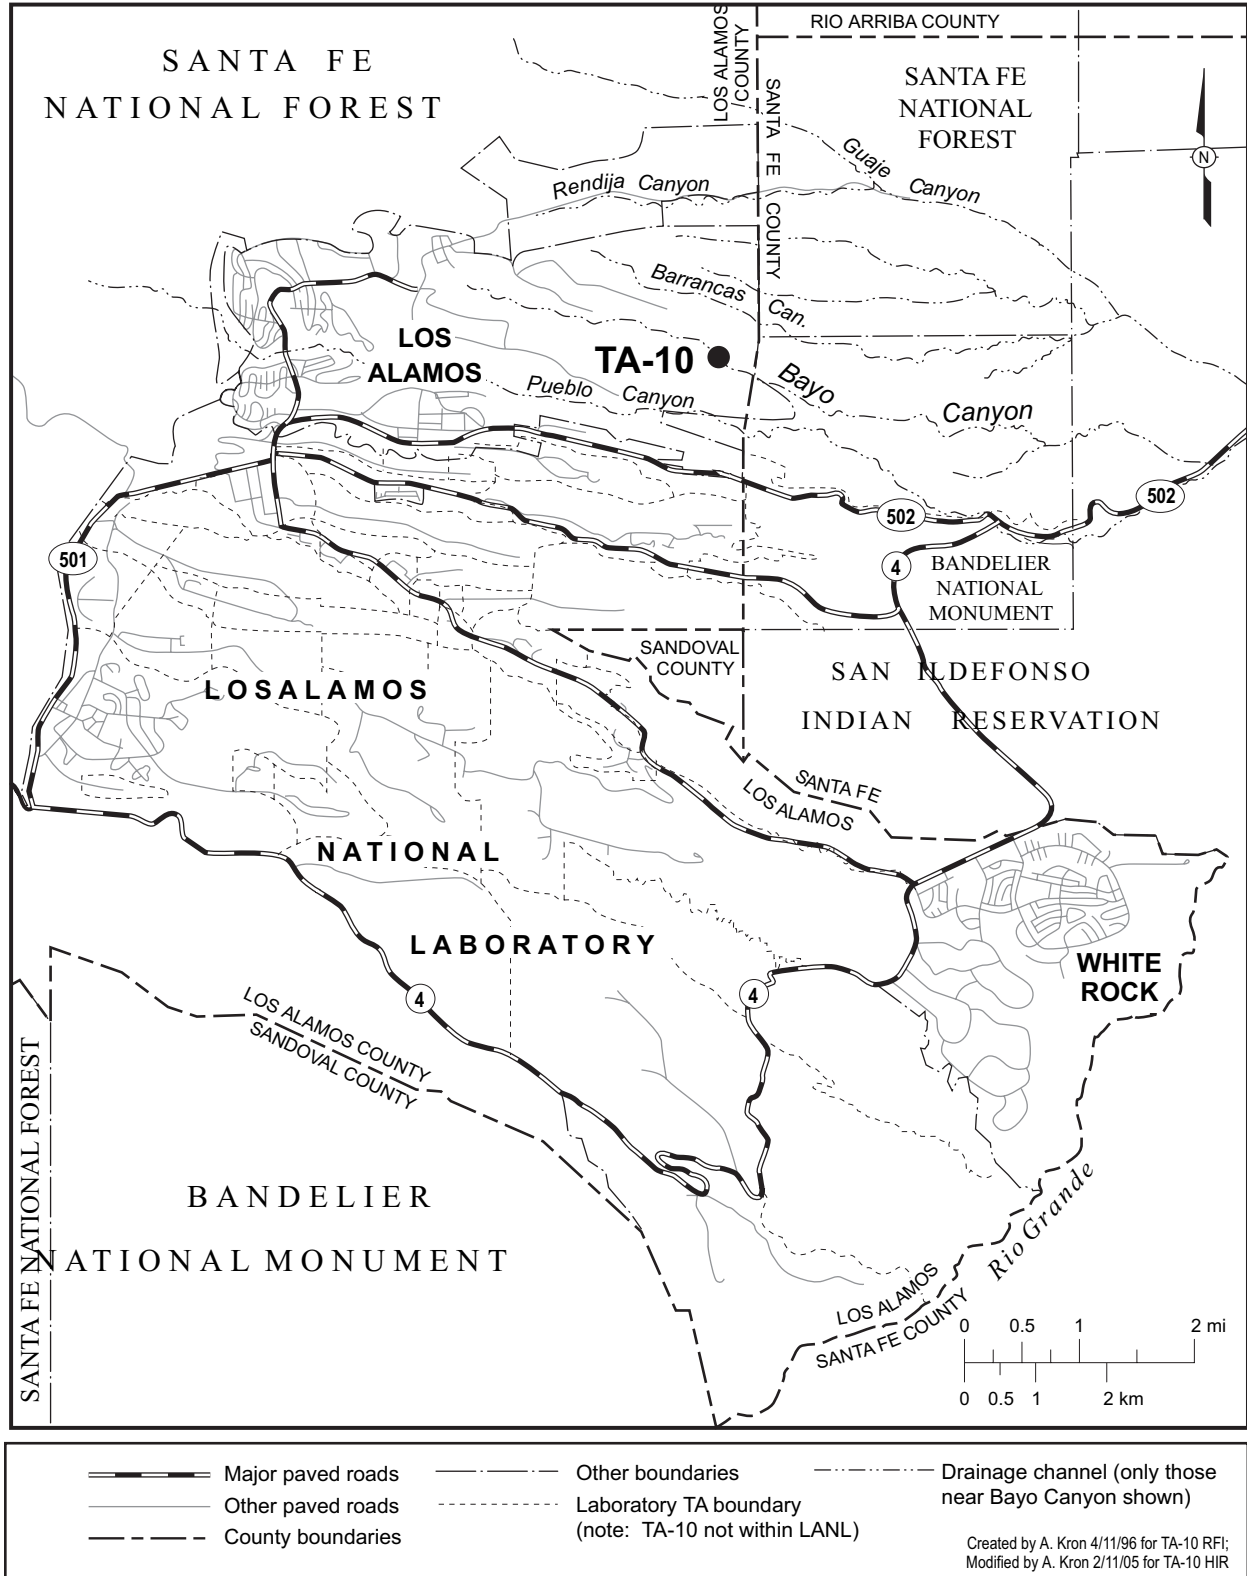 SANTA FE
NATIONAL FOREST
LOS ALAMOS
COUNTY
SANTA FE COUNTY
RIO ARRIBA COUNTY
SANTA FE
NATIONAL
FOREST
N
Guaje Canyon
Rendija Canyon
Barrancas Can.
LOS
ALAMOS
TA-10
Bayo Canyon
Pueblo Canyon
502
502
501
4
BANDELIER
NATIONAL
MONUMENT
SANDOVAL
COUNTY
SAN ILDEFONSO
INDIAN RESERVATION
LOSALAMOS
NATIONAL
LABORATORY
SANTA FE
LOS ALAMOS
WHITE
ROCK
4
4
LOS ALAMOS COUNTY
SANDOVAL COUNTY
SANTA FE NATIONAL FOREST
BANDELIER
NATIONAL MONUMENT
Rio Grande
LOS ALAMOS
SANTA FE COUNTY
0 0.5 1 2 mi
0 0.5 1 2 km
Major paved roads
Other paved roads
County boundaries
Other boundaries
Laboratory TA boundary
(note: TA-10 not within LANL)
Drainage channel (only those
near Bayo Canyon shown)
Created by A. Kron 4/11/96 for TA-10 RFI;
Modified by A. Kron 2/11/05 for TA-10 HIR